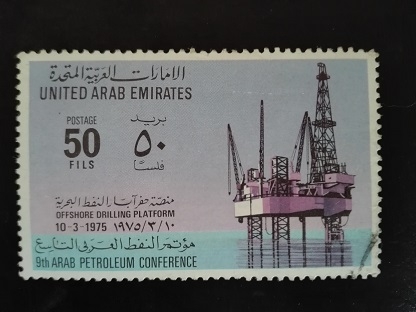 الامارات العربية المتحدة
UNITED ARAB EMIRATES
POSTAGE بريد
50 ٥٠
FILS فلسا
منصة حفر آبار النفط البحرية
OFFSHORE DRILLING PLATFORM
10-3-1975 ١٩٧٥/٣/١٠
مؤتمر النفط العربي التاسع
9th ARAB PETROLEUM CONFERENCE